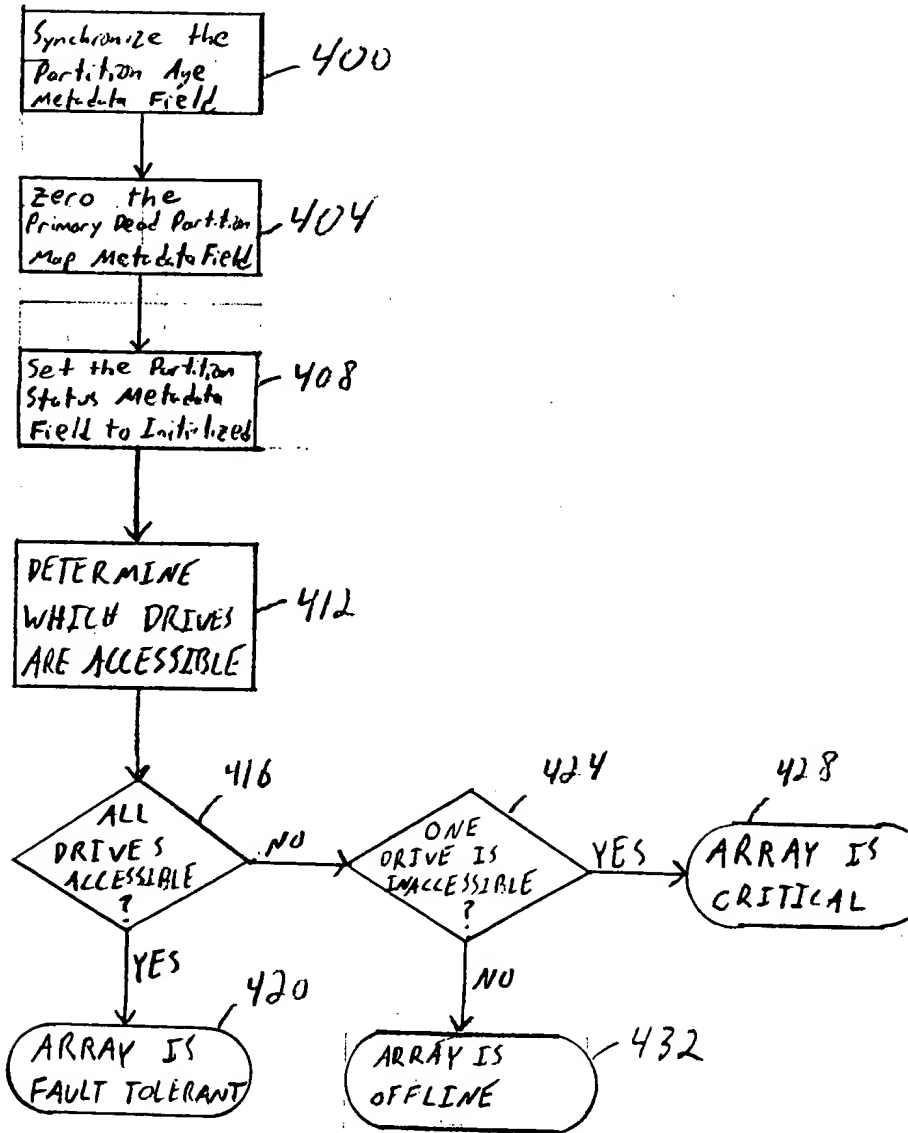 Synchronize the
Partition Age
Metadata Field
400
Zero the
Primary Dead Partition
Map Metadata Field
404
Set the Partition
Status Metadata
Field to Initilized
408
DETERMINE
WHICH DRIVES
ARE ACCESSIBLE
412
ALL
DRIVES
ACCESSIBLE
?
416
NO
ONE
DRIVE IS
INACCESSIBLE
?
424
YES
ARRAY IS
CRITICAL
428
YES
NO
ARRAY IS
FAULT TOLERANT
420
ARRAY IS
OFFLINE
432